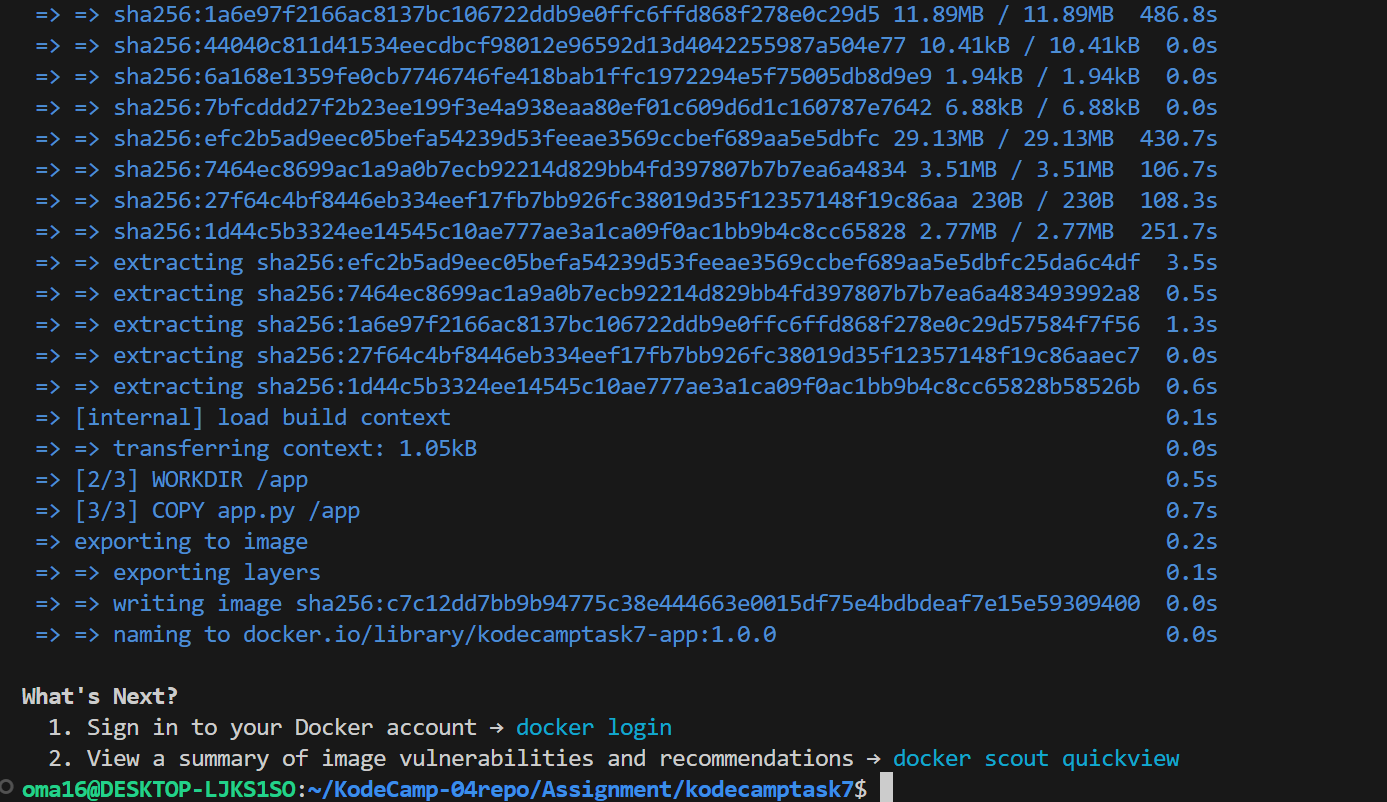 => => sha256:1a6e97f2166ac8137bc106722ddb9e0ffc6ffd868f278e0c29d5 11.89MB / 11.89MB 486.8s
=> => sha256:44040c811d41534eecdbcf98012e96592d13d4042255987a504e77 10.41kB / 10.41kB 0.0s
=> => sha256:6a168e1359fe0cb7746746fe418bab1ffc1972294e5f75005db8d9e9 1.94kB / 1.94kB 0.0s
=> => sha256:7bfcddd27f2b23ee199f3e4a938eaa80ef01c609d6d1c160787e7642 6.88kB / 6.88kB 0.0s
=> => sha256:efc2b5ad9eec05befa54239d53feeae3569ccbef689aa5e5dbfc 29.13MB / 29.13MB 430.7s
=> => sha256:7464ec8699ac1a9a0b7ecb92214d829bb4fd397807b7b7ea6a4834 3.51MB / 3.51MB 106.7s
=> => sha256:27f64c4bf8446eb334eef17fb7bb926fc38019d35f12357148f19c86aa 230B / 230B 108.3s
=> => sha256:1d44c5b3324ee14545c10ae777ae3a1ca09f0ac1bb9b4c8cc65828 2.77MB / 2.77MB 251.7s
=> => extracting sha256:efc2b5ad9eec05befa54239d53feeae3569ccbef689aa5e5dbfc25da6c4df 3.5s
=> => extracting sha256:7464ec8699ac1a9a0b7ecb92214d829bb4fd397807b7b7ea6a483493992a8 0.5s
=> => extracting sha256:1a6e97f2166ac8137bc106722ddb9e0ffc6ffd868f278e0c29d57584f7f56 1.3s
=> => extracting sha256:27f64c4bf8446eb334eef17fb7bb926fc38019d35f12357148f19c86aaec7 0.0s
=> => extracting sha256:1d44c5b3324ee14545c10ae777ae3a1ca09f0ac1bb9b4c8cc65828b58526b 0.6s
=> [internal] load build context 0.1s
=> => transferring context: 1.05kB 0.0s
=> [2/3] WORKDIR /app 0.5s
=> [3/3] COPY app.py /app 0.7s
=> exporting to image 0.2s
=> => exporting layers 0.1s
=> => writing image sha256:c7c12dd7bb9b94775c38e444663e0015df75e4bdbdeaf7e15e59309400 0.0s
=> => naming to docker.io/library/kodecamptask7-app:1.0.0 0.0s
What's Next?
1. Sign in to your Docker account → docker login
2. View a summary of image vulnerabilities and recommendations → docker scout quickview
oma16@DESKTOP-LJKS1SO:~/KodeCamp-04repo/Assignment/kodecamptask7$